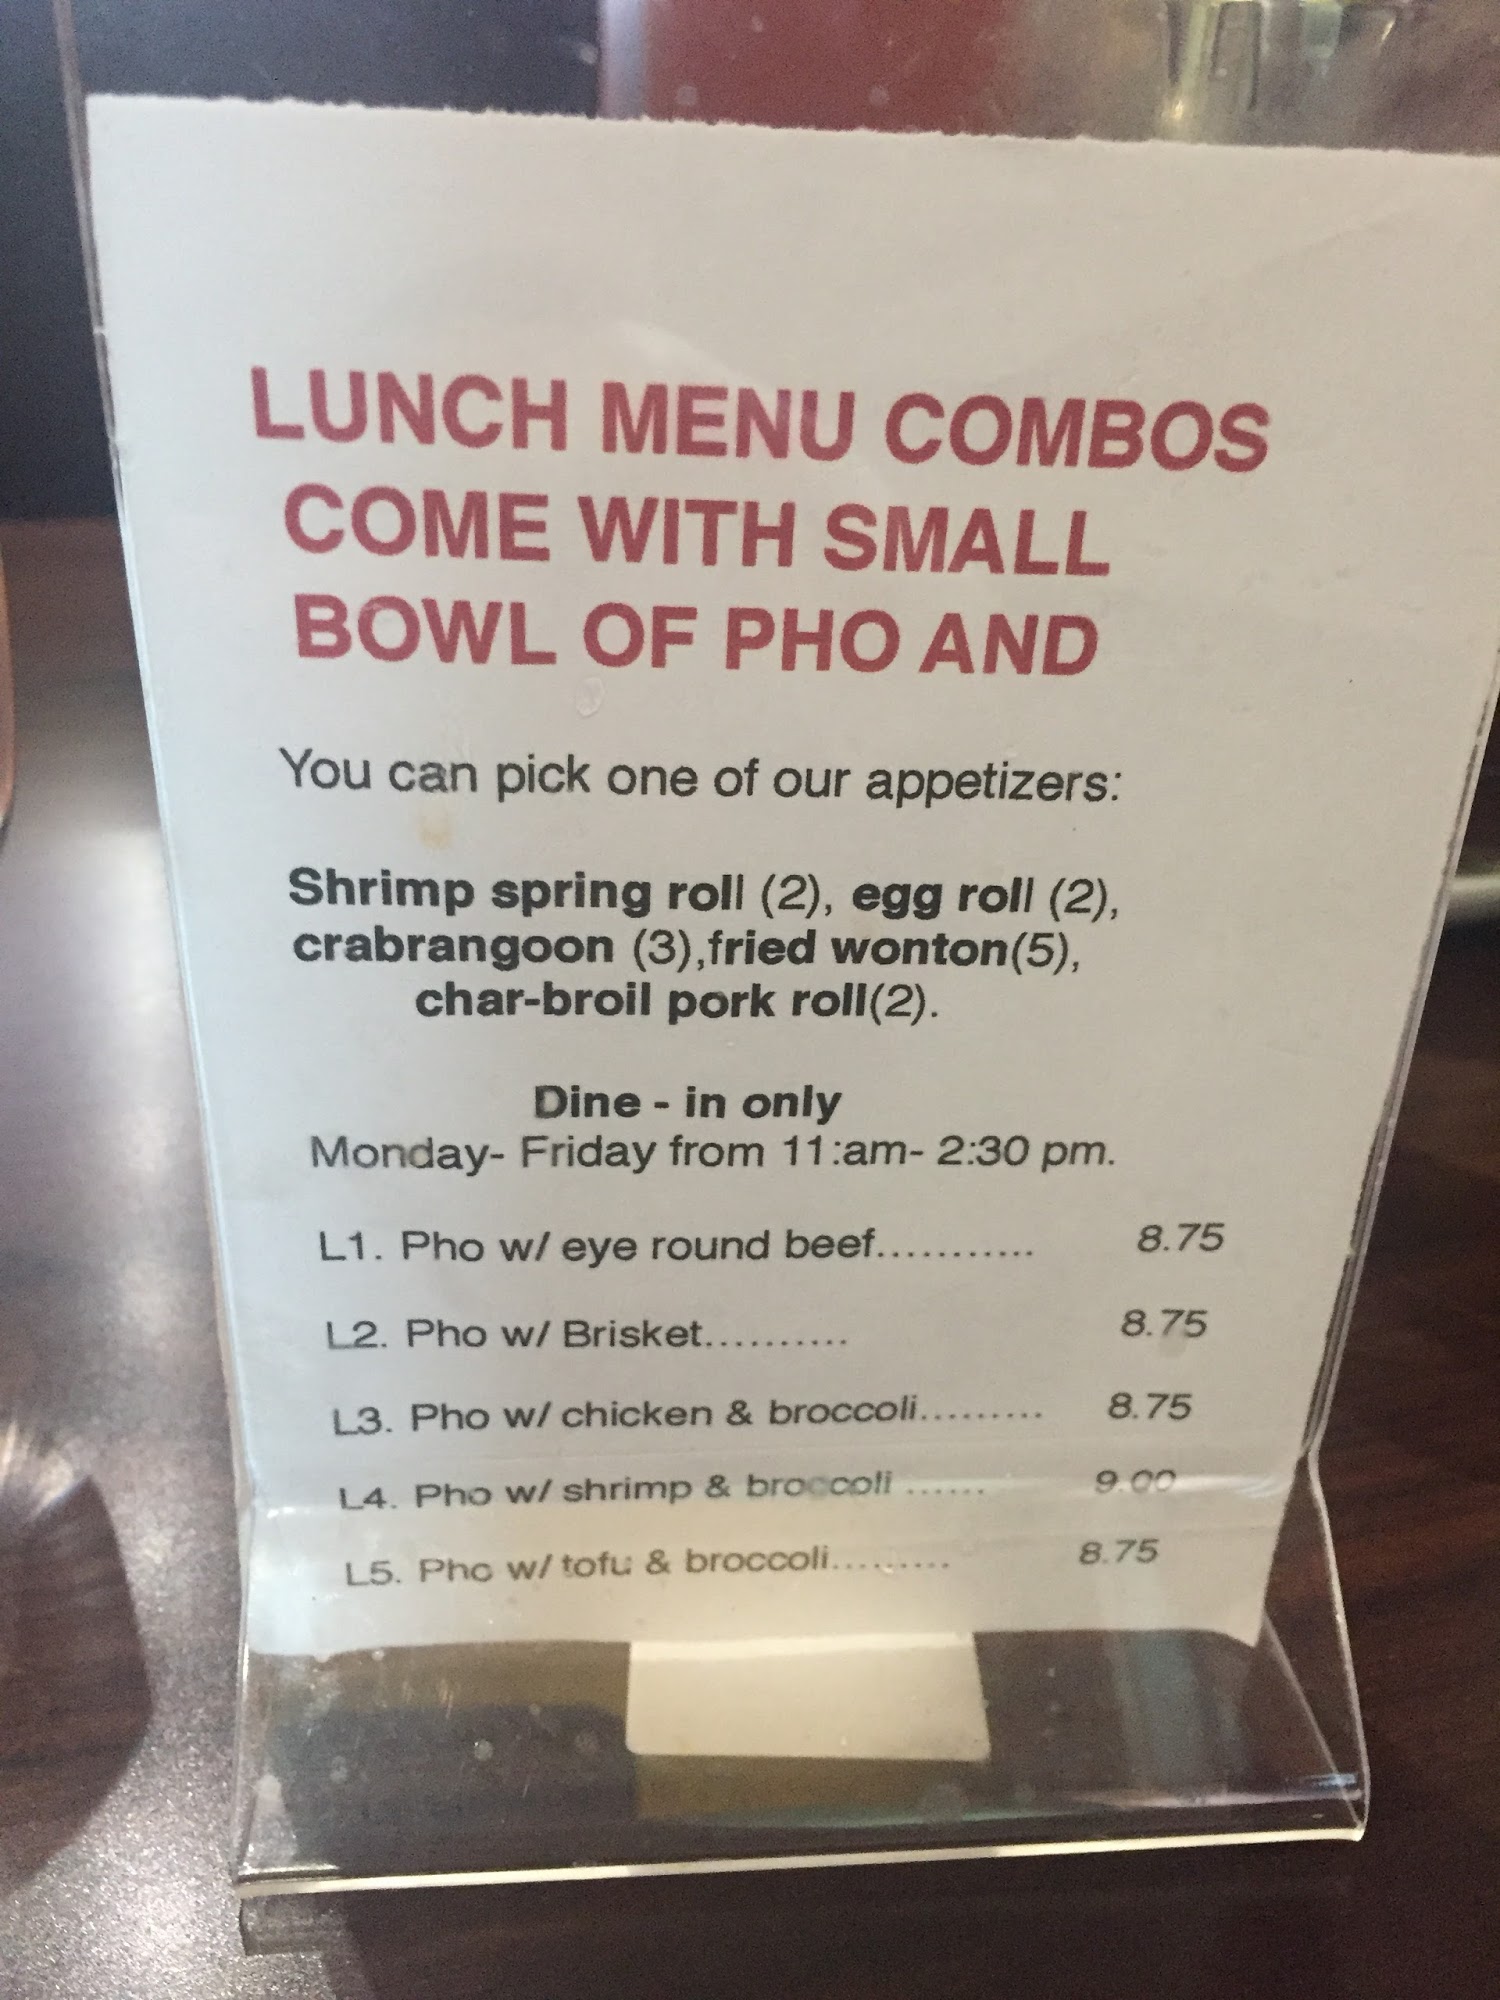 LUNCH MENU COMBOS
COME WITH SMALL
BOWL OF PHO AND
You can pick one of our appetizers:
Shrimp spring roll (2), egg roll (2),
crabrangoon (3),fried wonton(5),
char-broil pork roll(2).
Dine - in only
Monday- Friday from 11:am- 2:30 pm.
L1. Pho w/ eye round beef........... 8.75
L2. Pho w/ Brisket.......... 8.75
L3. Pho w/ chicken & broccoli......... 8.75
L4. Pho w/ shrimp & broccoli ...... 9.00
L5. Pho w/ tofu & broccoli......... 8.75